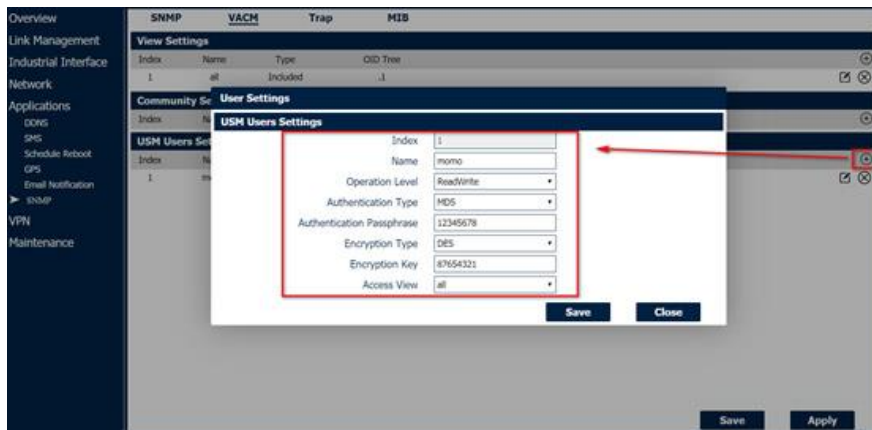 Overview
Link Management
Industrial Interface
Network
Applications
DDNS
SMS
Schedule Reboot
GPS
Email Notification
SNMP
VPN
Maintenance
SNMP VACM Trap MIB
View Settings
Index Name Type OID Tree
1 all Included .1
Community Se
Index
USM Users Set
Index
1
User Settings
USM Users Settings
Index 1
Name momo
Operation Level ReadWrite
Authentication Type MD5
Authentication Passphrase 12345678
Encryption Type DES
Encryption Key 87654321
Access View all
Save Close
Save Apply